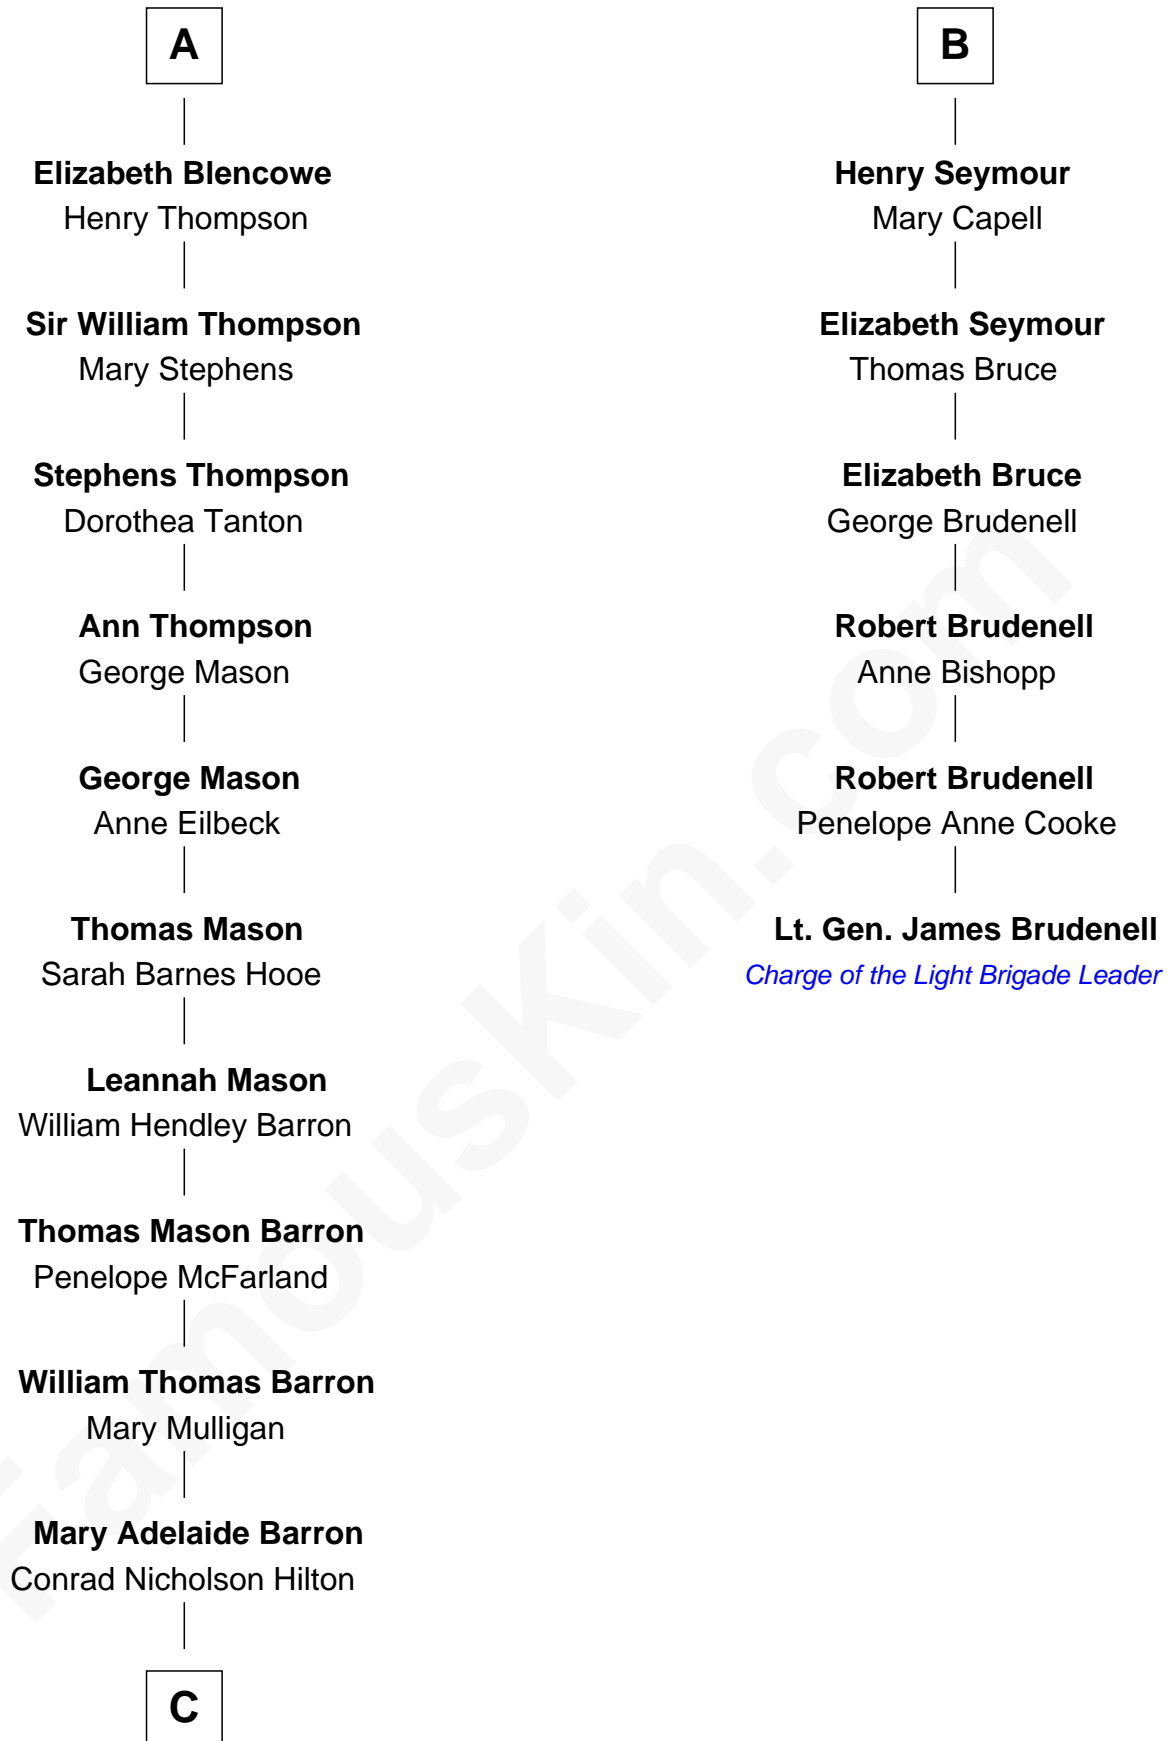 A
Elizabeth Blencowe
Henry Thompson
Sir William Thompson
Mary Stephens
Stephens Thompson
Dorothea Tanton
Ann Thompson
George Mason
George Mason
Anne Eilbeck
Thomas Mason
Sarah Barnes Hooe
Leannah Mason
William Hendley Barron
Thomas Mason Barron
Penelope McFarland
William Thomas Barron
Mary Mulligan
Mary Adelaide Barron
Conrad Nicholson Hilton
C
B
Henry Seymour
Mary Capell
Elizabeth Seymour
Thomas Bruce
Elizabeth Bruce
George Brudenell
Robert Brudenell
Anne Bishopp
Robert Brudenell
Penelope Anne Cooke
Lt. Gen. James Brudenell
Charge of the Light Brigade Leader
FamousKin.com